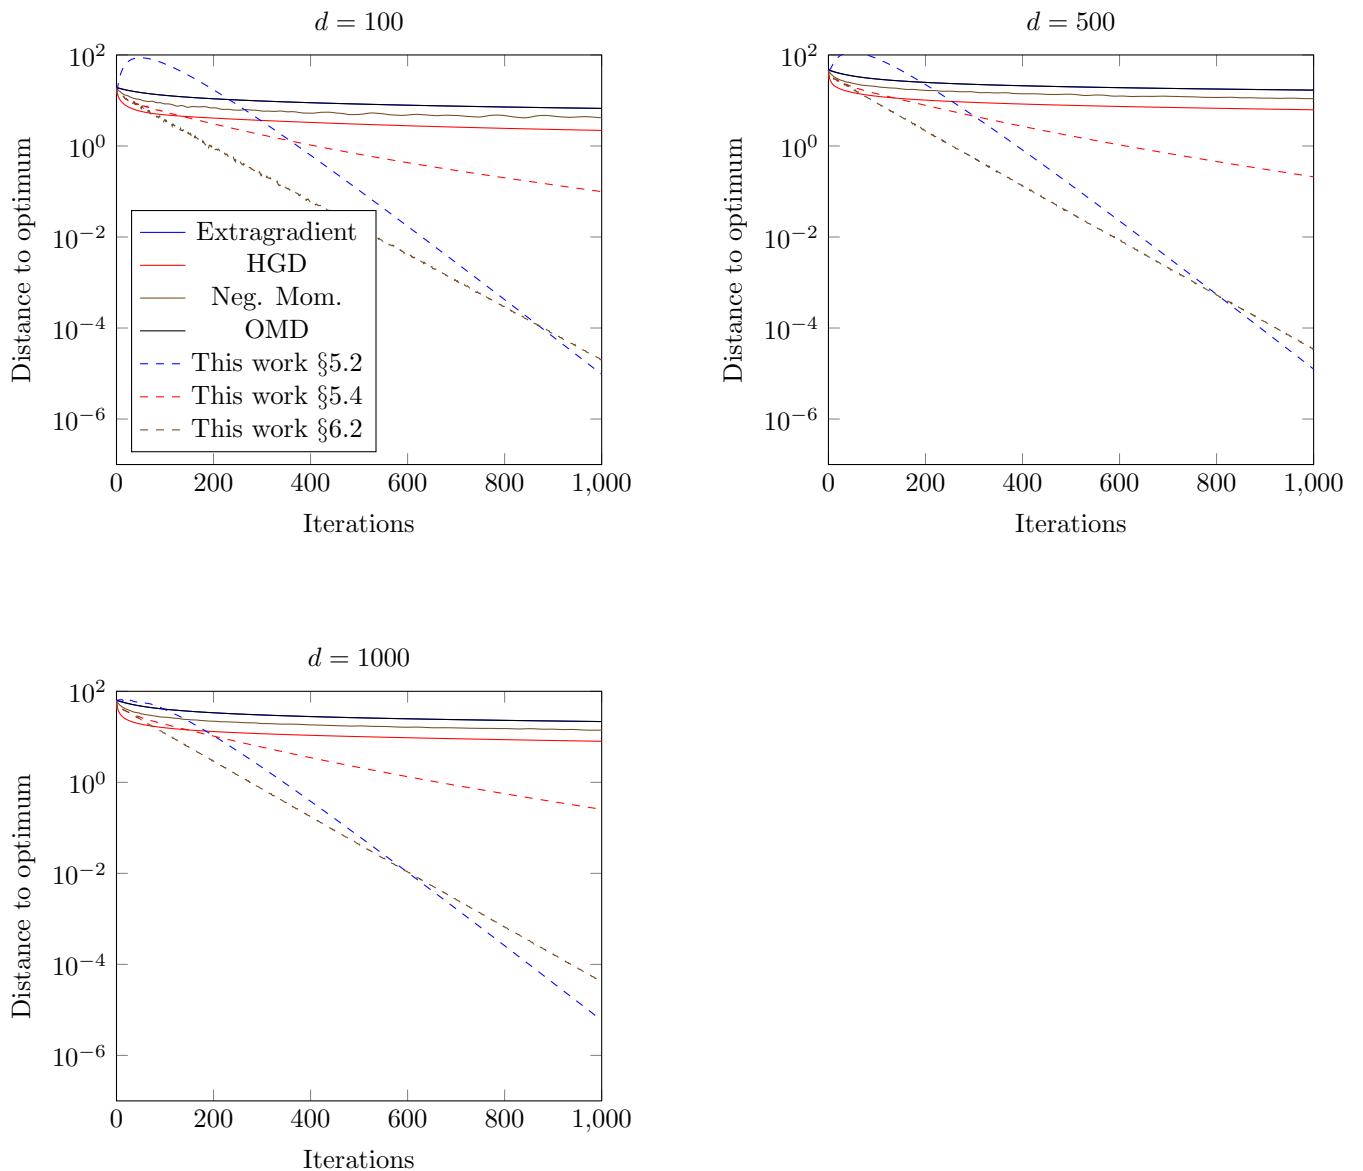 d = 100
10^2
10^0
10^−2
10^−4
10^−6
Distance to optimum
Extragradient
HGD
Neg. Mom.
OMD
This work §5.2
This work §5.4
This work §6.2
0 200 400 600 800 1,000
Iterations
d = 500
10^2
10^0
10^−2
10^−4
10^−6
Distance to optimum
0 200 400 600 800 1,000
Iterations
d = 1000
10^2
10^0
10^−2
10^−4
10^−6
Distance to optimum
0 200 400 600 800 1,000
Iterations